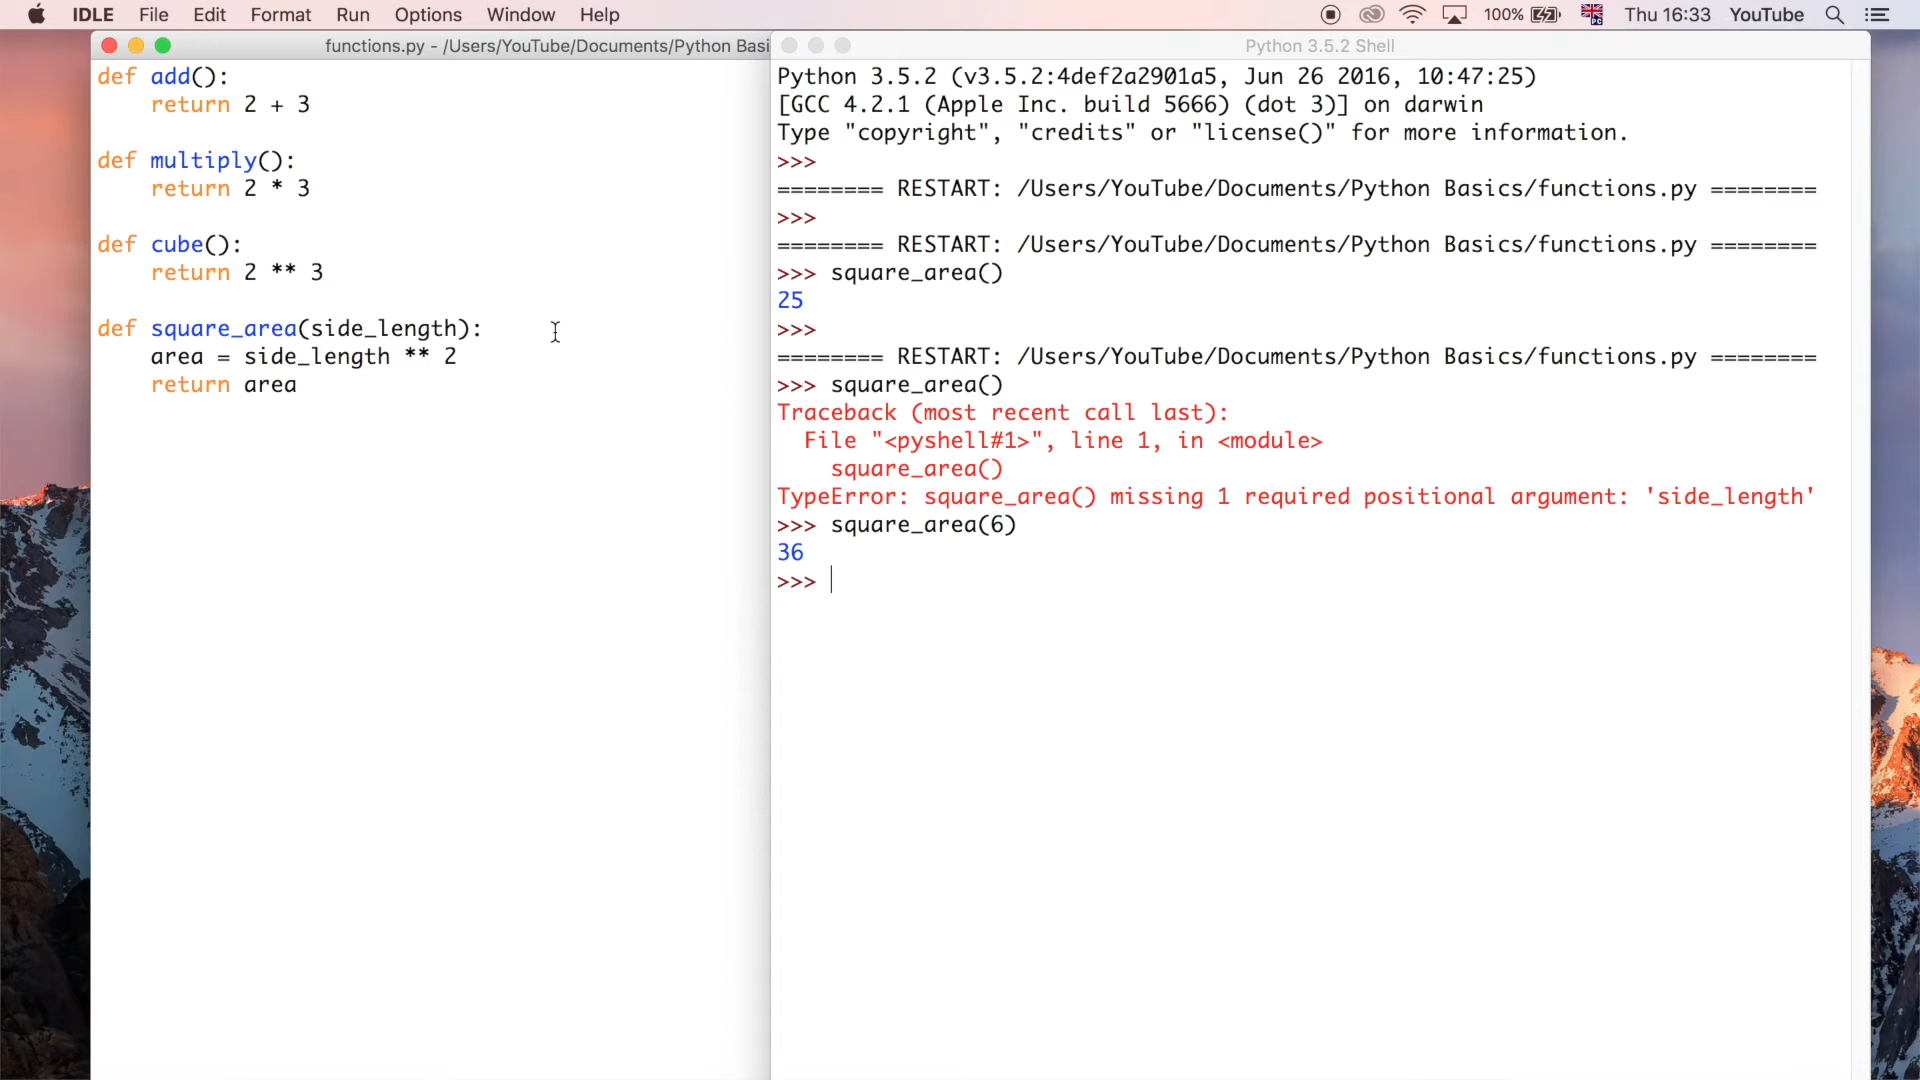 IDLE File Edit Format Run Options Window Help 100% Thu 16:33 YouTube
functions.py - /Users/YouTube/Documents/Python Basi
def add():
    return 2 + 3
def multiply():
    return 2 * 3
def cube():
    return 2 ** 3
def square_area(side_length):
    area = side_length ** 2
    return area
Python 3.5.2 Shell
Python 3.5.2 (v3.5.2:4def2a2901a5, Jun 26 2016, 10:47:25)
[GCC 4.2.1 (Apple Inc. build 5666) (dot 3)] on darwin
Type "copyright", "credits" or "license()" for more information.
>>>
======== RESTART: /Users/YouTube/Documents/Python Basics/functions.py ========
>>>
======== RESTART: /Users/YouTube/Documents/Python Basics/functions.py ========
>>> square_area()
25
>>>
======== RESTART: /Users/YouTube/Documents/Python Basics/functions.py ========
>>> square_area()
Traceback (most recent call last):
  File "<pyshell#1>", line 1, in <module>
    square_area()
TypeError: square_area() missing 1 required positional argument: 'side_length'
>>> square_area(6)
36
>>>